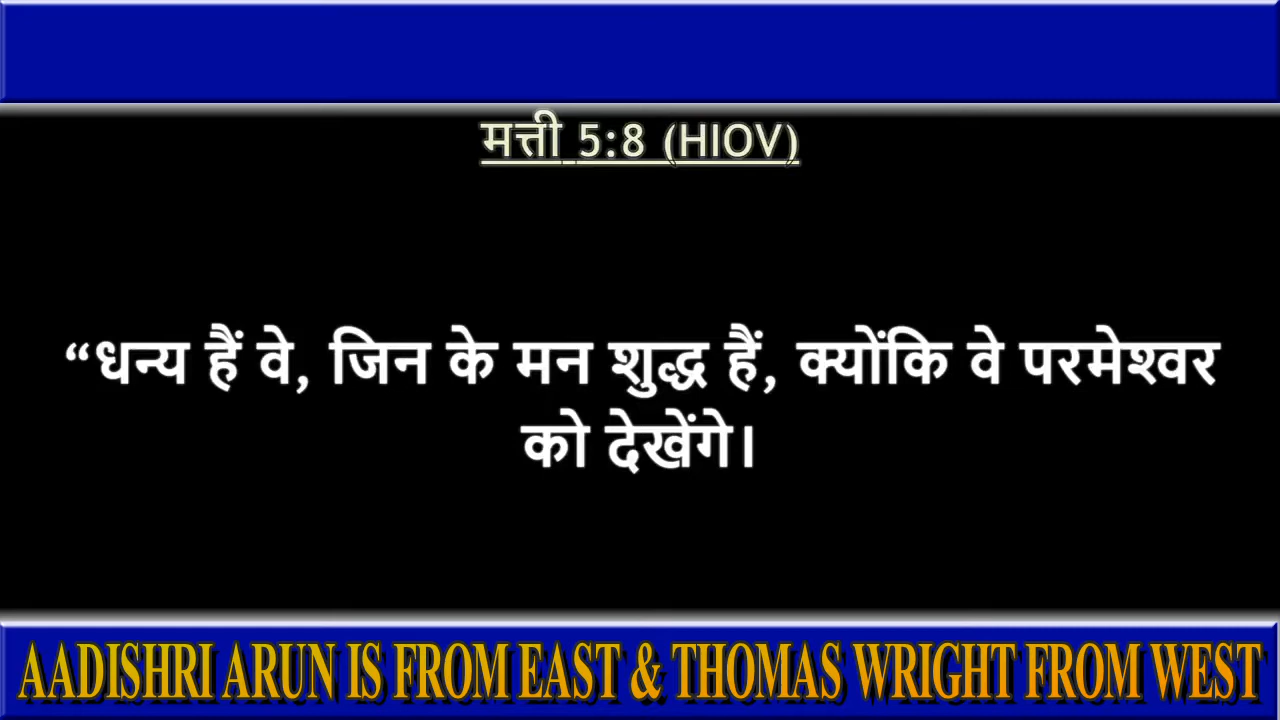 मत्ती 5:8 (HIOV)
“धन्य हैं वे, जिन के मन शुद्ध हैं, क्योंकि वे परमेश्वर
को देखेंगे।
AADISHRI ARUN IS FROM EAST & THOMAS WRIGHT FROM WEST